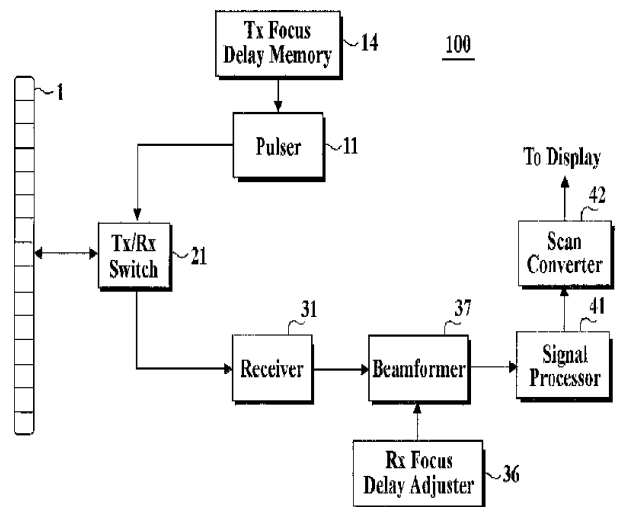 Tx Focus
Delay Memory
14
100
1
Pulser
11
To Display
42
Tx/Rx
Switch
21
Scan
Converter
31
37
41
Receiver
Beamformer
Signal
Processor
Rx Focus
Delay Adjuster
36